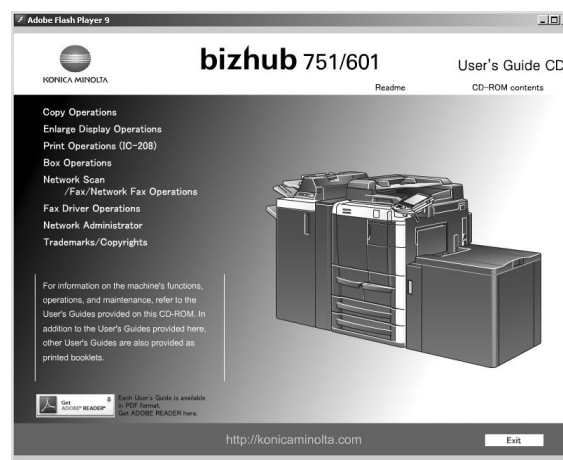 Adobe Flash Player 9
KONICA MINOLTA
bizhub 751/601
User's Guide CD
Readme
CD-ROM contents
Copy Operations
Enlarge Display Operations
Print Operations (IC-208)
Box Operations
Network Scan
/Fax/Network Fax Operations
Fax Driver Operations
Network Administrator
Trademarks/Copyrights
For information on the machine's functions,
operations, and maintenance, refer to the
User's Guides provided on this CD-ROM. In
addition to the User's Guides provided here,
other User's Guides are also provided as
printed booklets.
Get
ADOBE® READER®
Each User's Guide is available
in PDF format.
Get ADOBE READER here.
http://konicaminolta.com
Exit